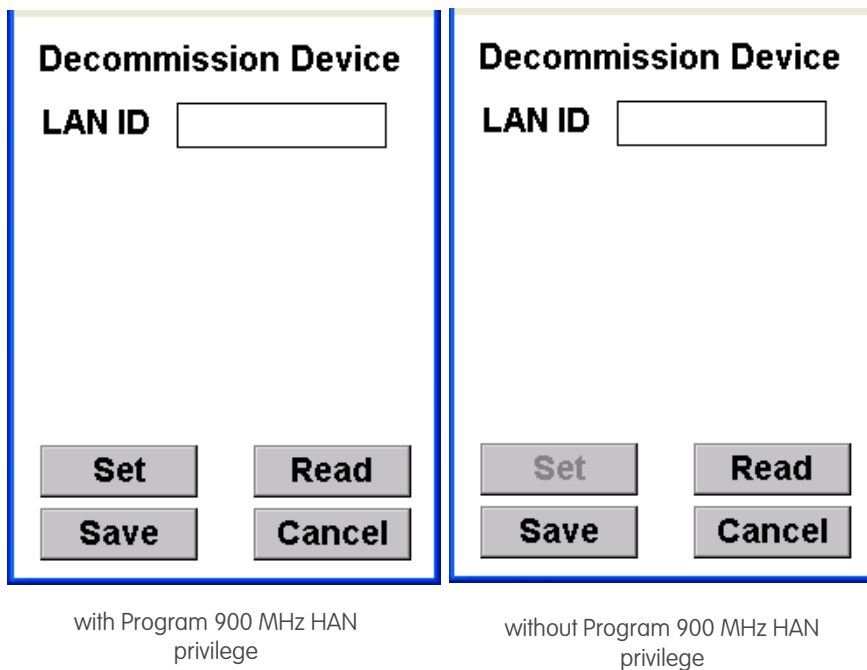 Decommission Device
LAN ID
Set Read
Save Cancel
with Program 900 MHz HAN
privilege
Decommission Device
LAN ID
Set Read
Save Cancel
without Program 900 MHz HAN
privilege